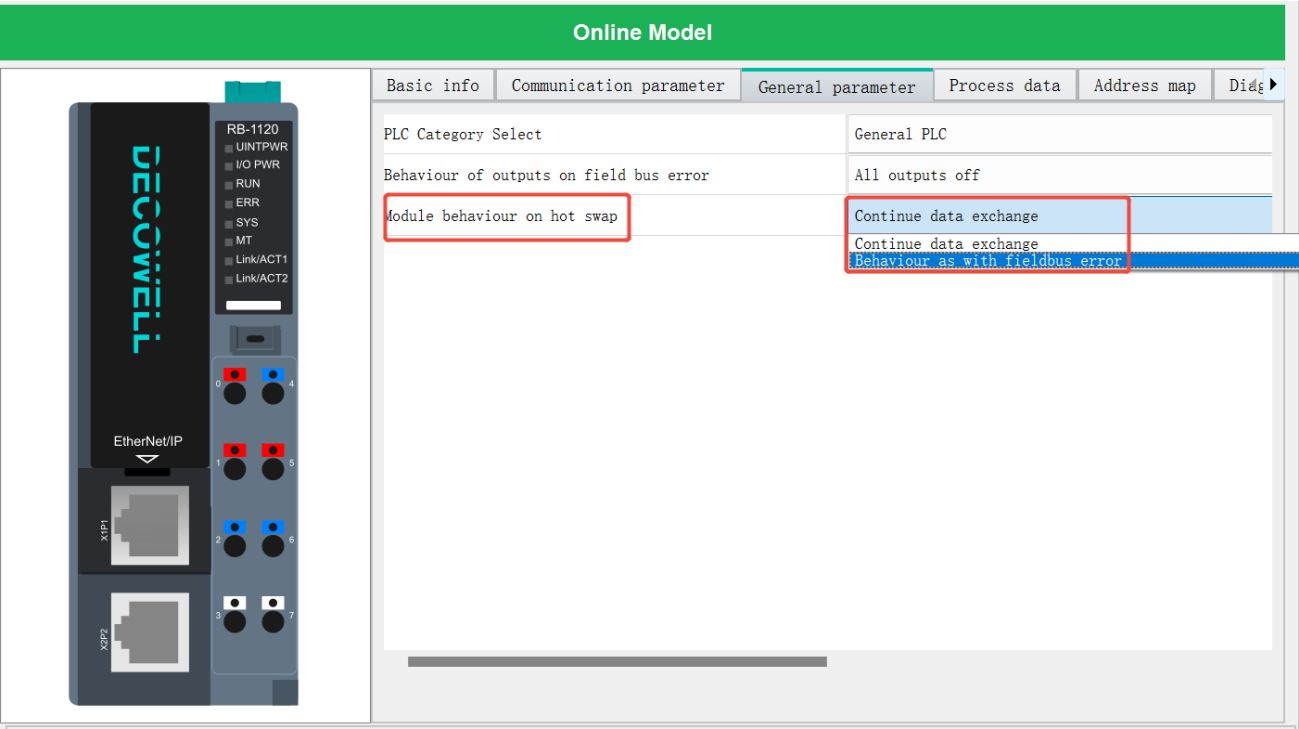 Online Model
Basic info
Communication parameter
General parameter
Process data
Address map
PLC Category Select
General PLC
Behaviour of outputs on field bus error
All outputs off
Module behaviour on hot swap
Continue data exchange
Continue data exchange
Behaviour as with fieldbus error
DECOWELL
RB-1120
UINTPWR
I/O PWR
RUN
ERR
SYS
MT
Link/ACT1
Link/ACT2
0
4
EtherNet/IP
1
5
X1P1
2
6
3
7
X2P2